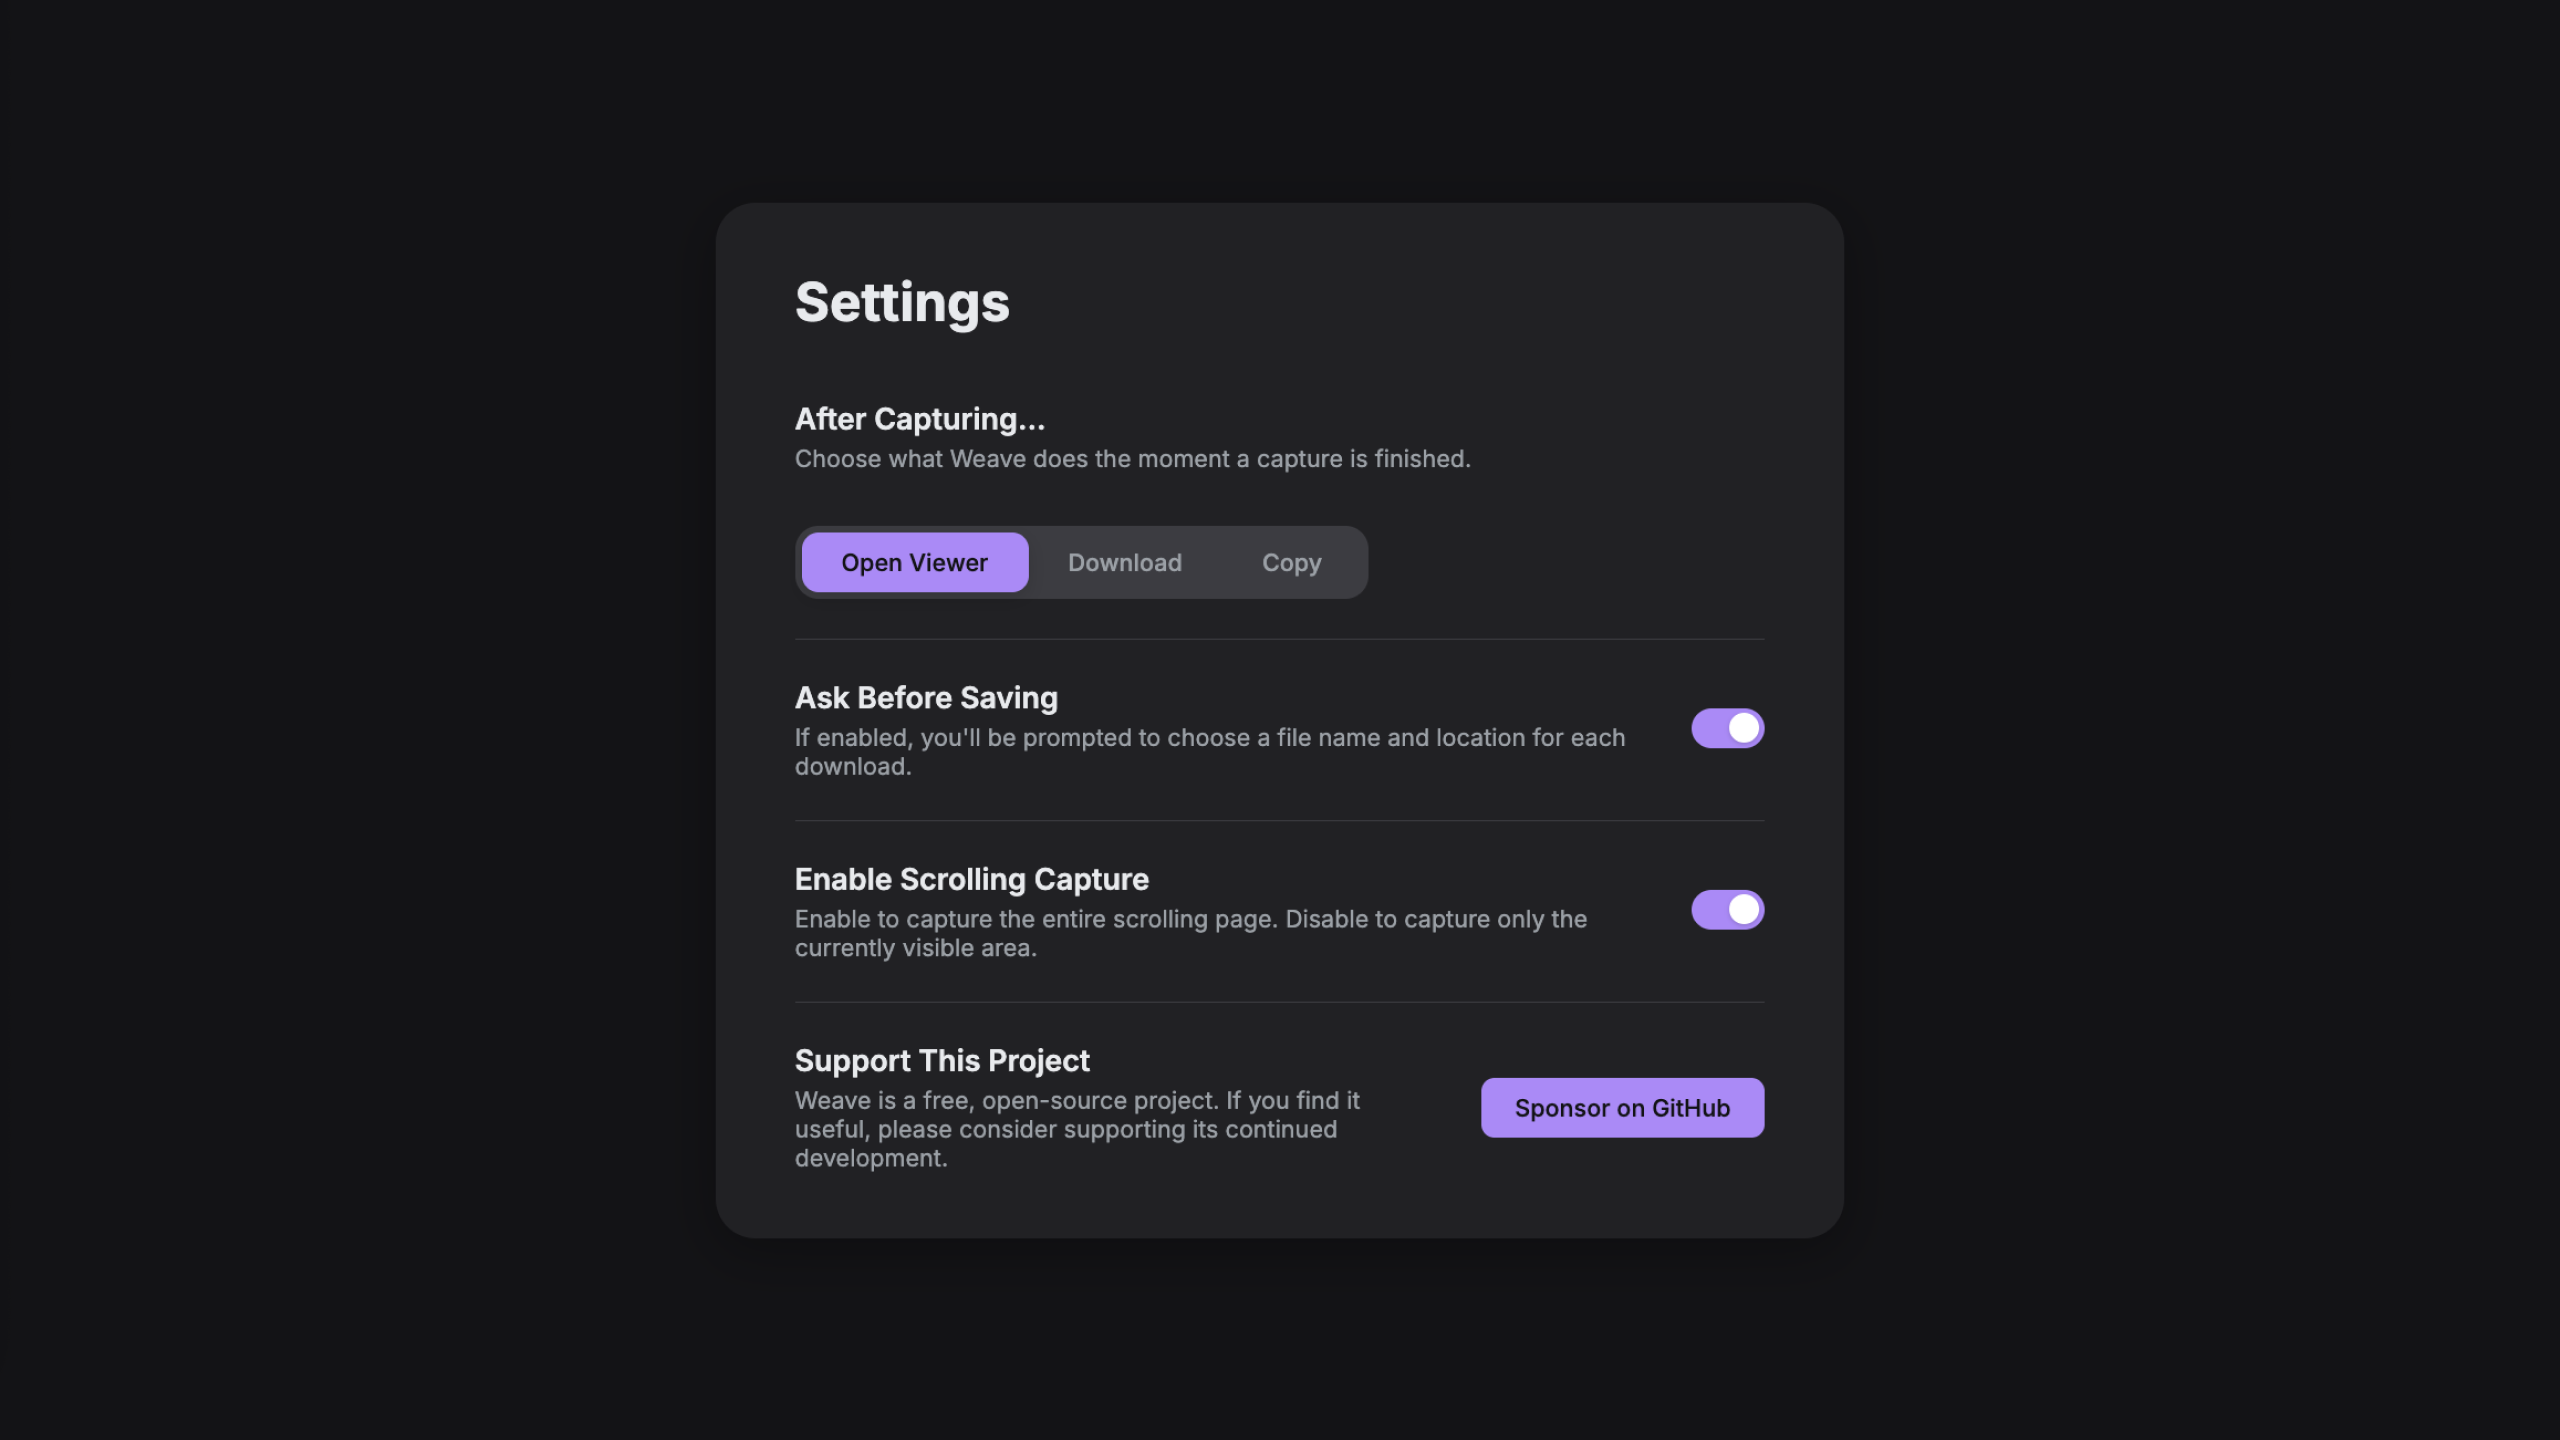 Settings
After Capturing...
Choose what Weave does the moment a capture is finished.
Open Viewer Download Copy
Ask Before Saving
If enabled, you'll be prompted to choose a file name and location for each
download.
Enable Scrolling Capture
Enable to capture the entire scrolling page. Disable to capture only the
currently visible area.
Support This Project
Weave is a free, open-source project. If you find it
useful, please consider supporting its continued
development.
Sponsor on GitHub